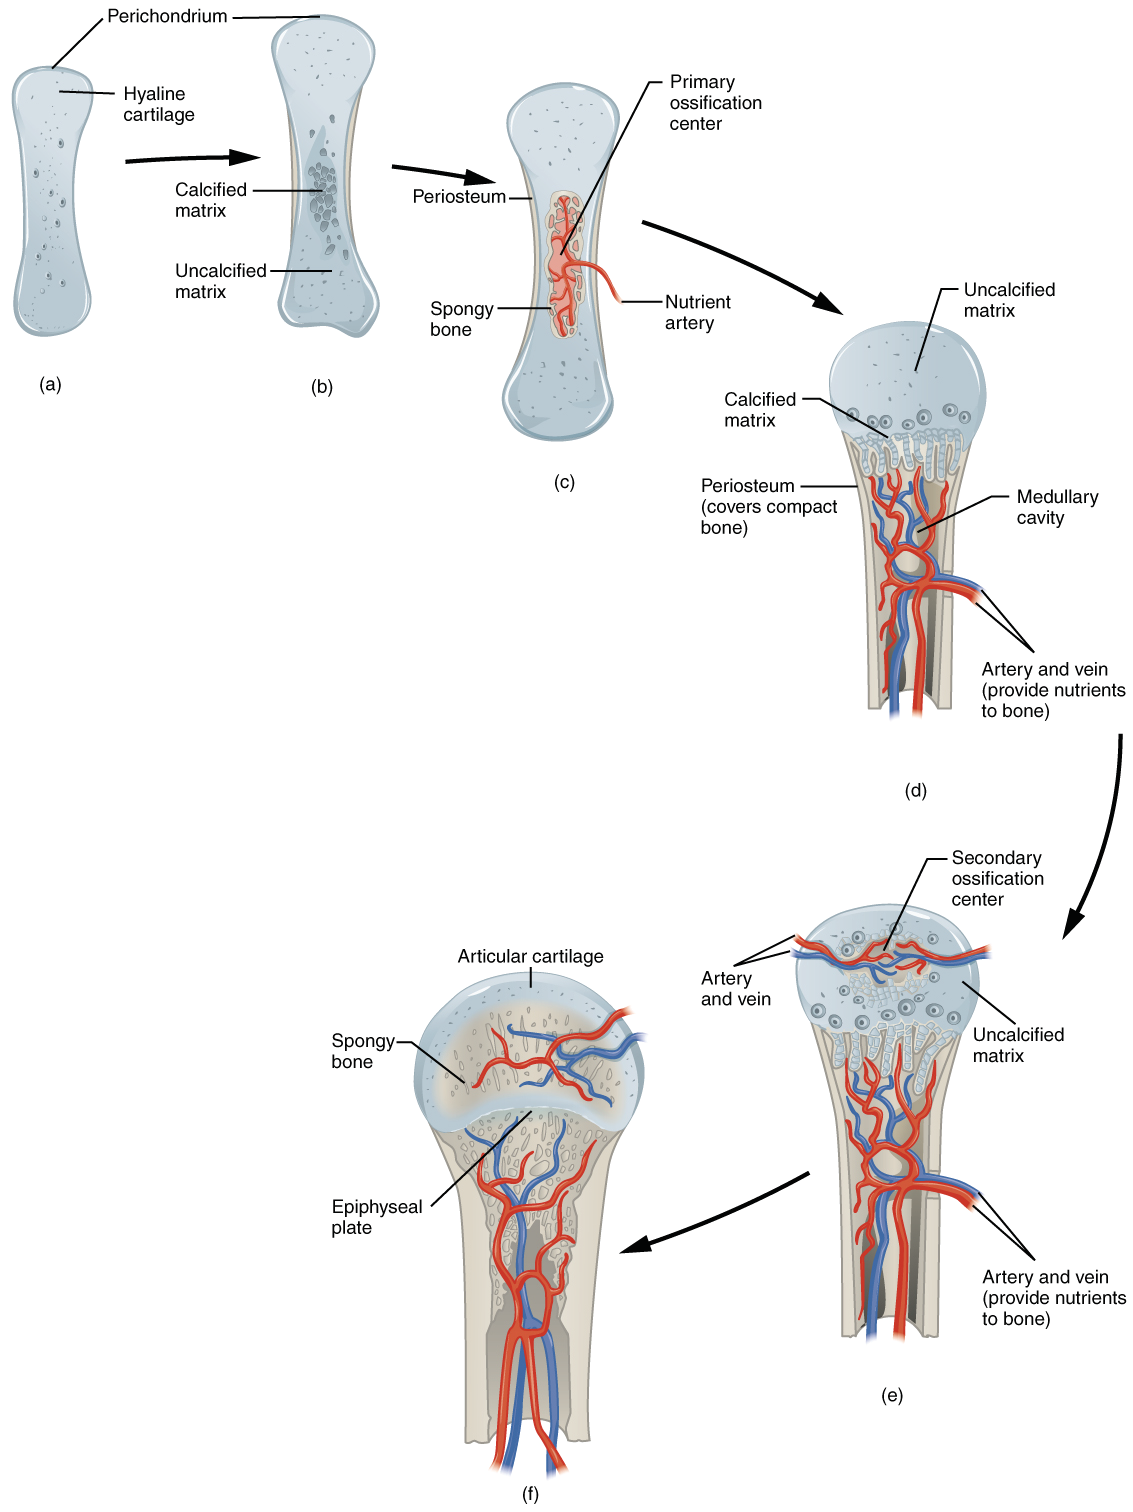 Perichondrium
Hyaline
cartilage
(a)
Calcified
matrix
Uncalcified
matrix
(b)
Primary
ossification
center
Periosteum
Spongy
bone
Nutrient
artery
(c)
Uncalcified
matrix
Calcified
matrix
Periosteum
(covers compact
bone)
Medullary
cavity
Artery and vein
(provide nutrients
to bone)
(d)
Secondary
ossification
center
Artery
and vein
Uncalcified
matrix
Artery and vein
(provide nutrients
to bone)
(e)
Articular cartilage
Spongy
bone
Epiphyseal
plate
(f)